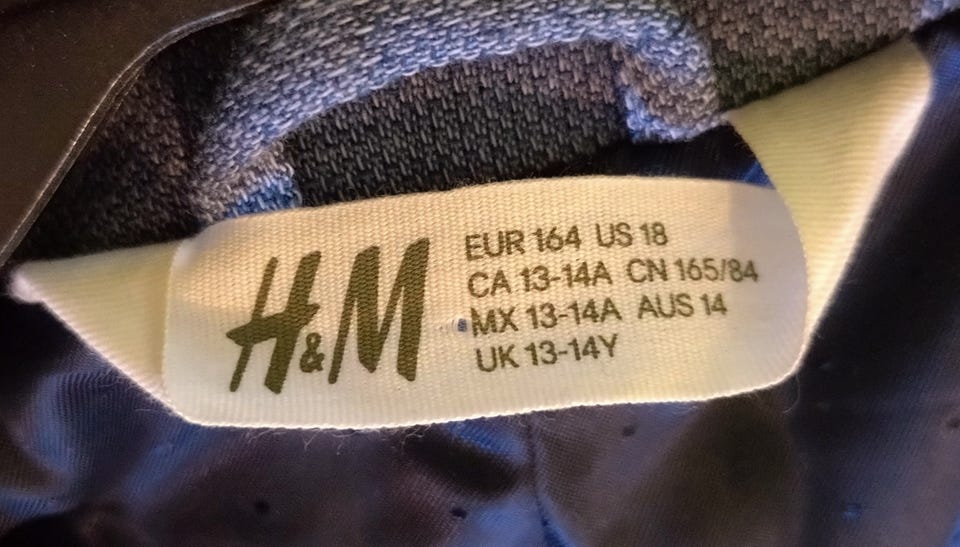 H&M
EUR 164 US 18
CA 13-14A CN 165/84
MX 13-14A AUS 14
UK 13-14Y